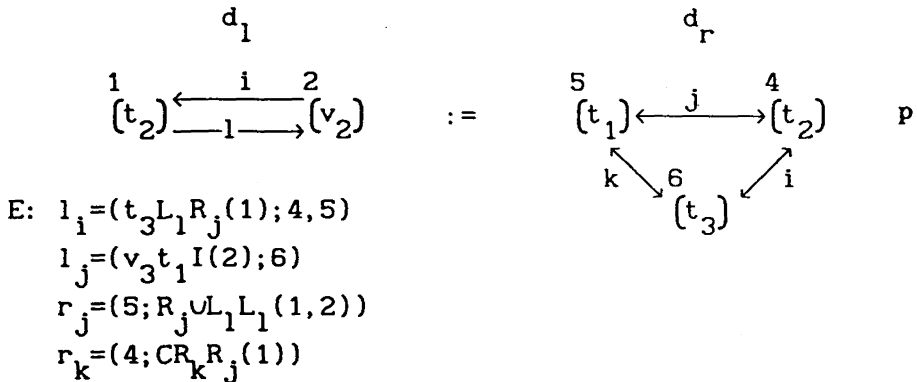 d_l d_r
1 i 2 5 j 4
(t_2) l (v_2) := (t_1) (t_2) p
k 6 i
(t_3)
E: l_i=(t_3L_lR_j(1);4,5)
l_j=(v_3t_1I(2);6)
r_j=(5;R_j∪L_lL_l(1,2))
r_k=(4;CR_kR_j(1))